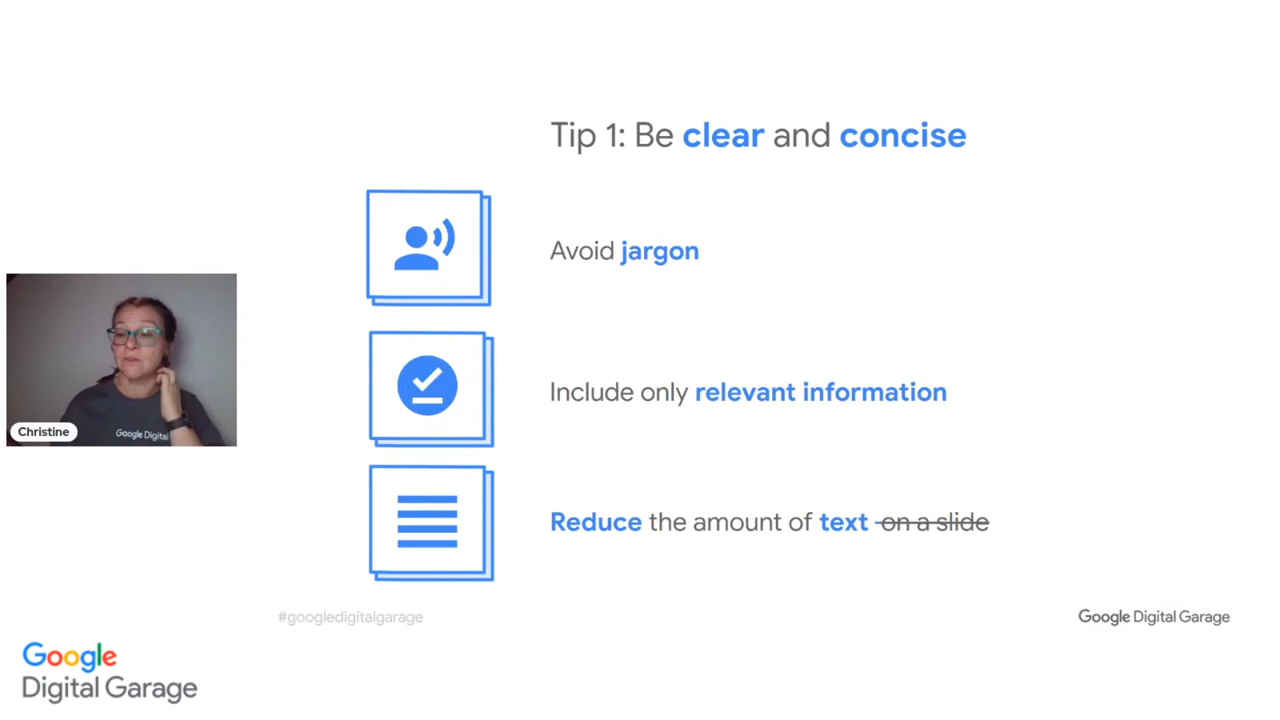 Tip 1: Be clear and concise
Avoid jargon
Include only relevant information
Christine
Google Digital
Reduce the amount of text on a slide
#googledigitalgarage
Google Digital Garage
Google
Digital Garage